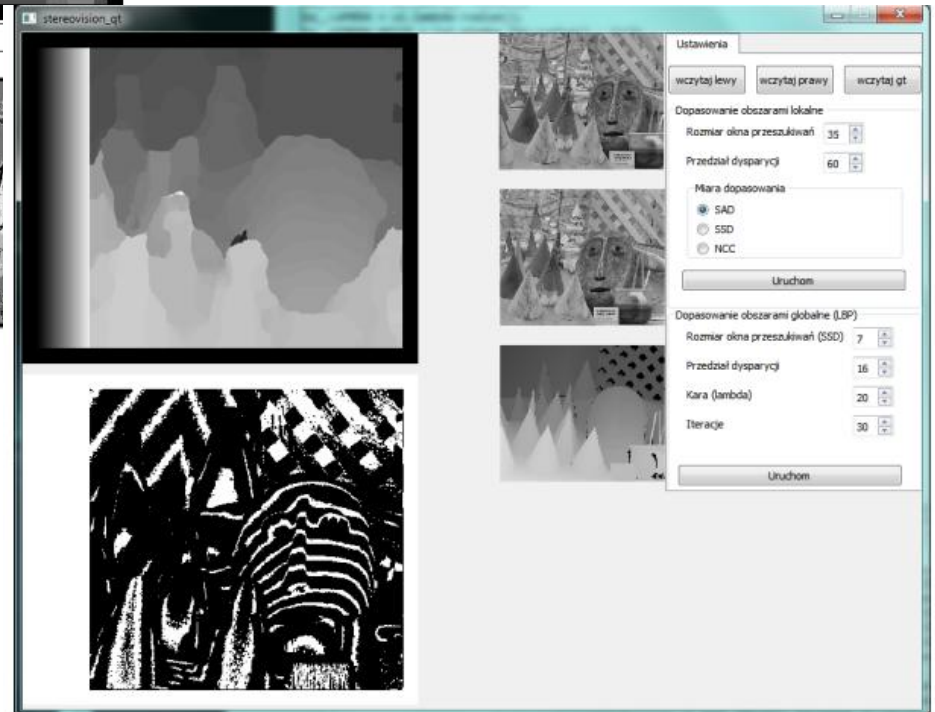 stereovision_qt
Ustawienia
wczytaj lewy
wczytaj prawy
wczytaj gt
Dopasowanie obszarami lokalne
Rozmiar okna przeszukiwań 35
Przedział dysparycji 60
Miara dopasowania
SAD
SSD
NCC
Uruchom
Dopasowanie obszarami globalne (LBP)
Rozmiar okna przeszukiwań (SSD) 7
Przedział dysparycji 16
Kara (lambda) 20
Iteracje 30
Uruchom